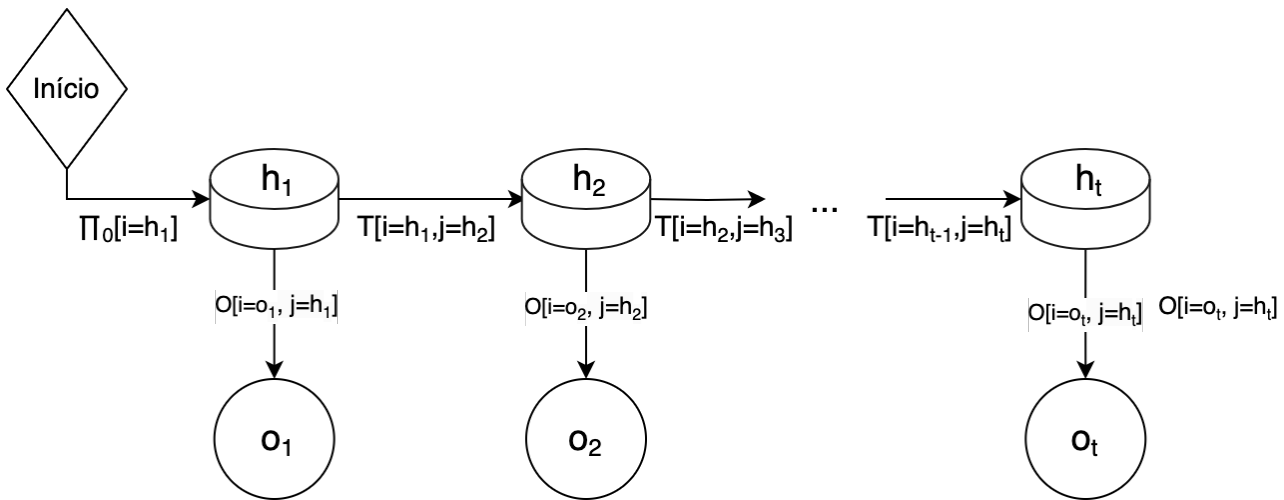 Início
h₁
h₂
hₜ
∏₀[i=h₁]
T[i=h₁,j=h₂]
T[i=h₂,j=h₃]
...
T[i=hₜ₋₁,j=hₜ]
O[i=o₁, j=h₁]
O[i=o₂, j=h₂]
O[i=oₜ, j=hₜ]
O[i=oₜ, j=hₜ]
o₁
o₂
oₜ